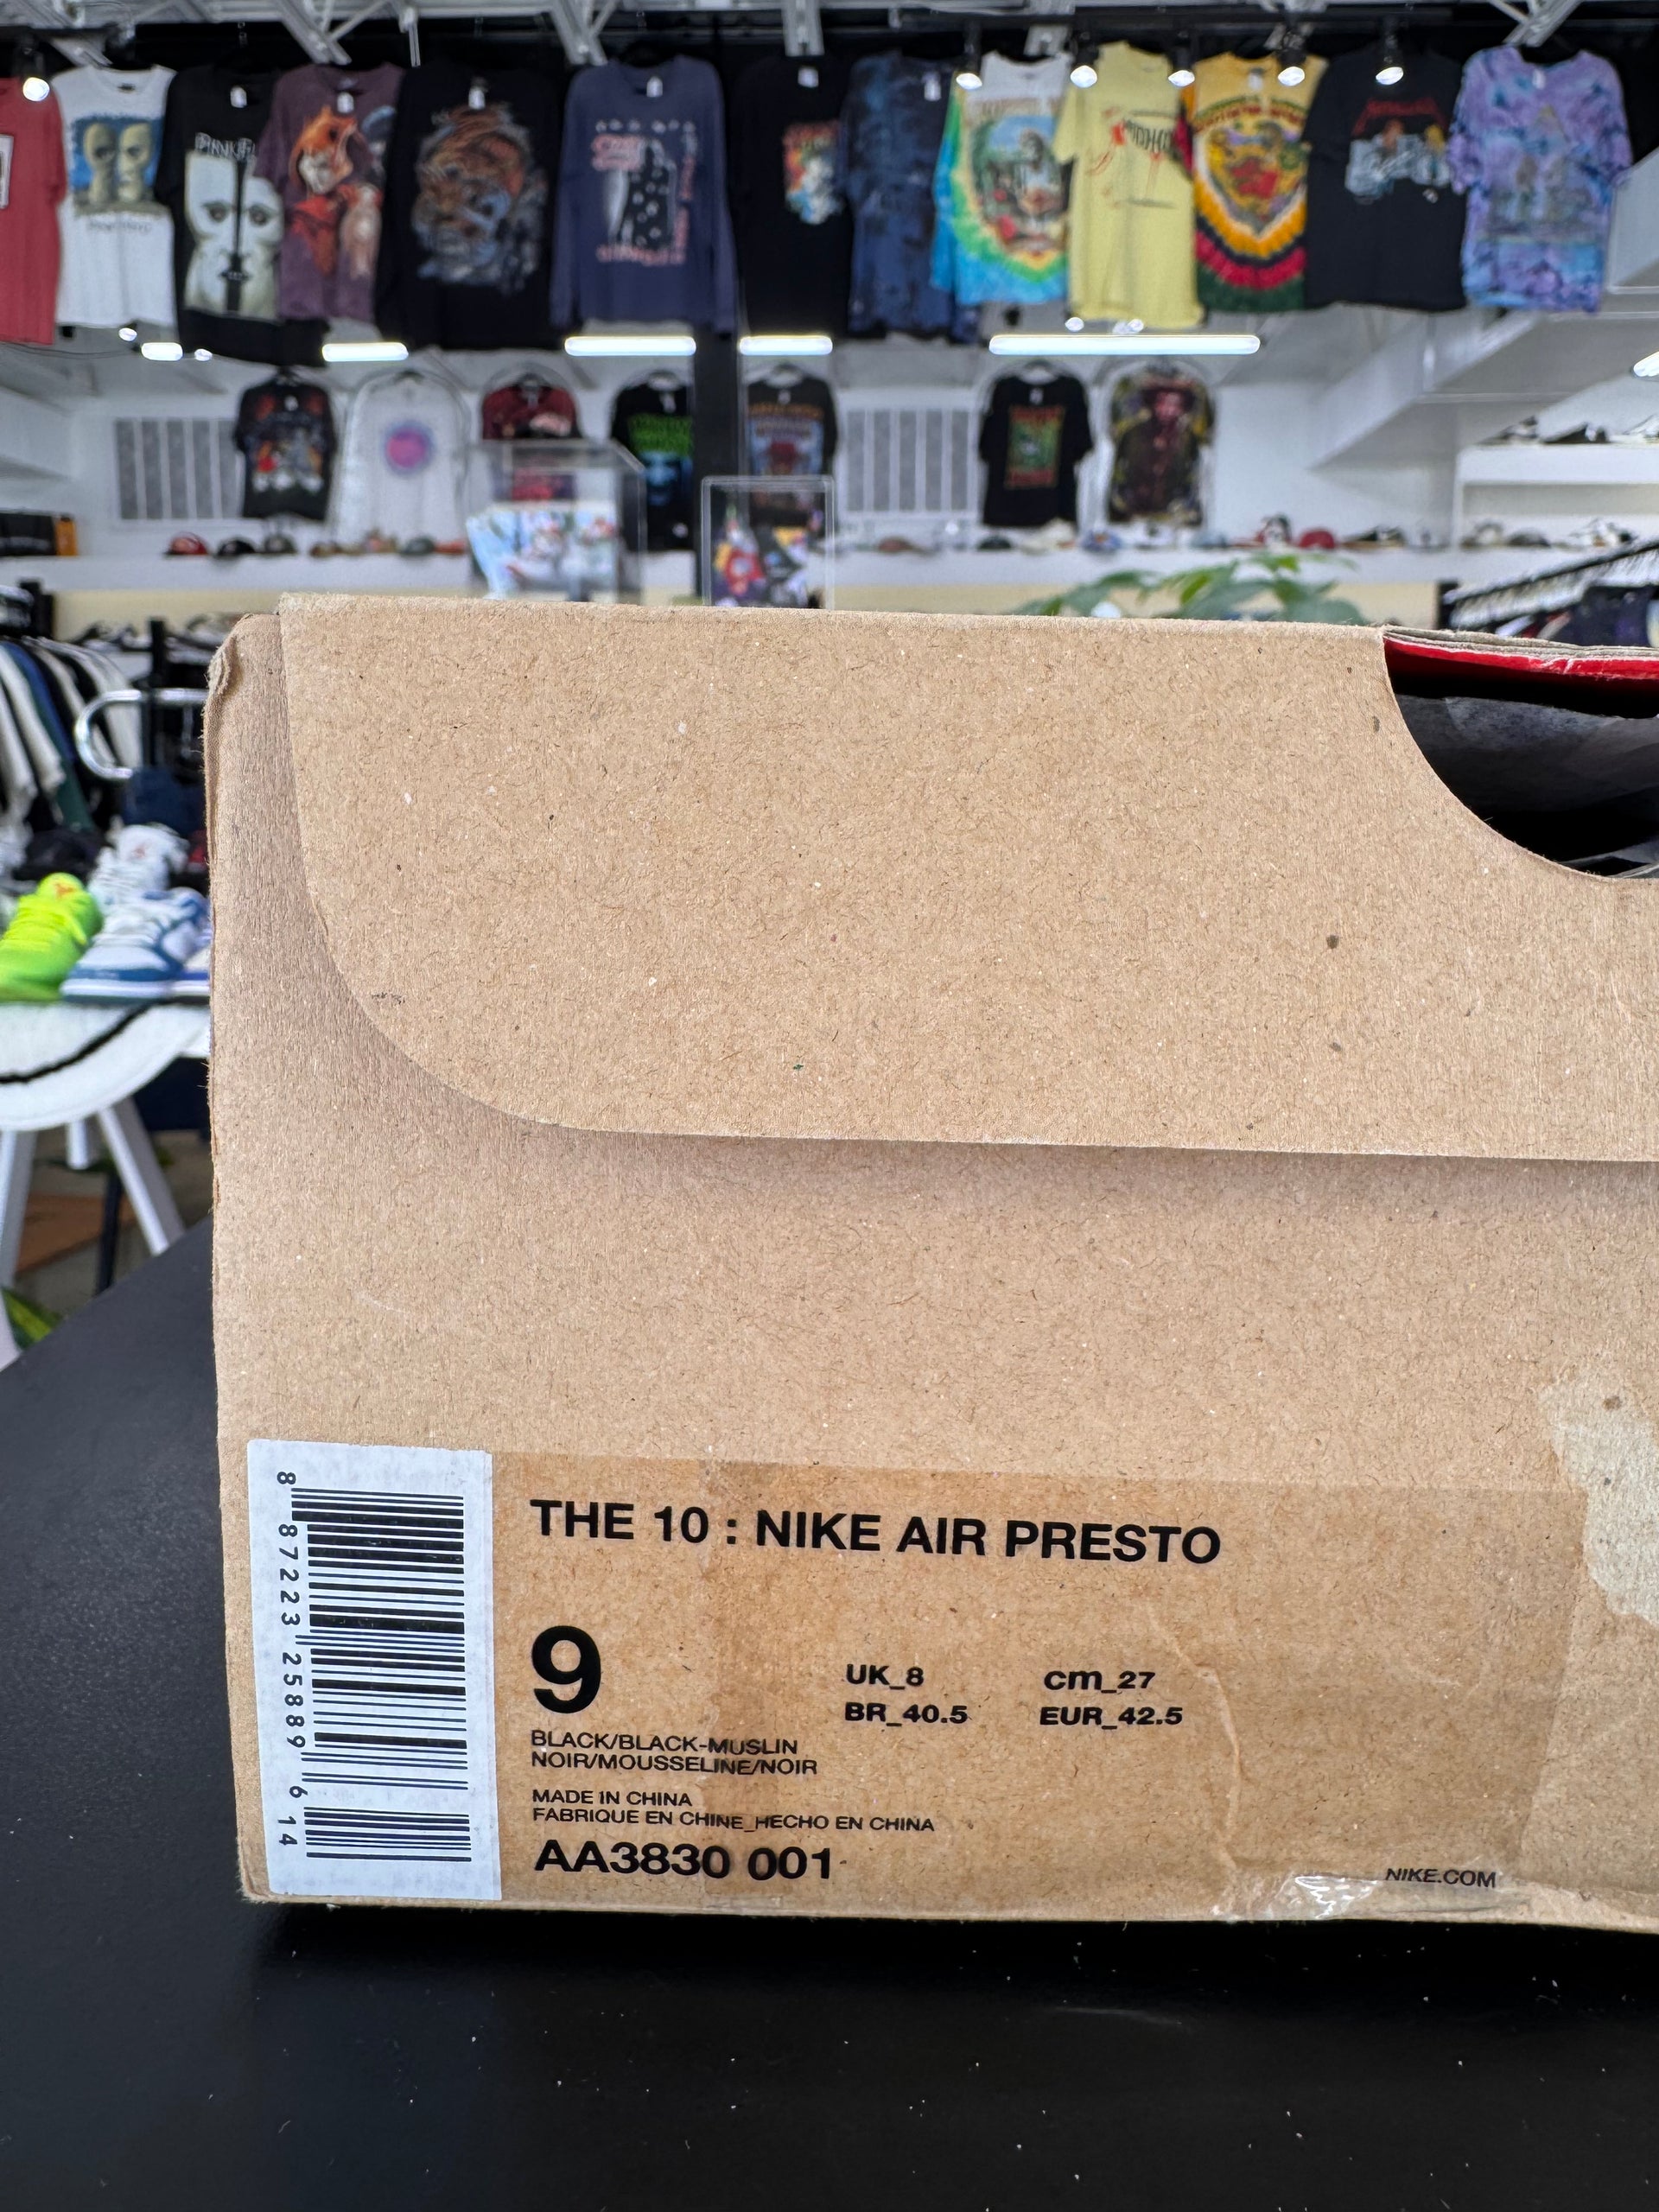 THE 10 : NIKE AIR PRESTO
9
UK_8
cm_27
BR_40.5
EUR_42.5
BLACK/BLACK-MUSLIN
NOIR/MOUSSELINE/NOIR
MADE IN CHINA
FABRIQUE EN CHINE_HECHO EN CHINA
AA3830 001
NIKE.COM
8 87223 25889 6 14